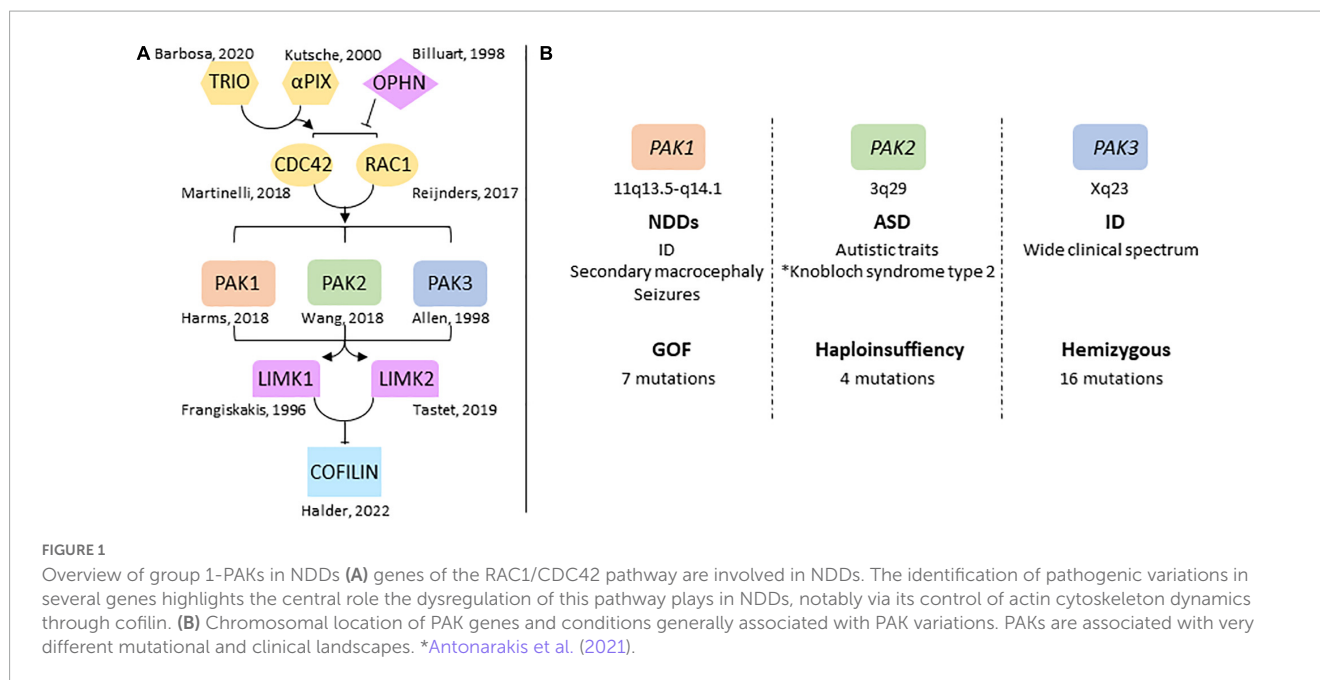 A Barbosa, 2020 Kutsche, 2000 Billuart, 1998
TRIO αPIX OPHN
CDC42 RAC1
Martinelli, 2018 Reijnders, 2017
PAK1 PAK2 PAK3
Harms, 2018 Wang, 2018 Allen, 1998
LIMK1 LIMK2
Frangiskakis, 1996 Tastet, 2019
COFILIN
Halder, 2022
B
PAK1 PAK2 PAK3
11q13.5-q14.1 3q29 Xq23
NDDs ASD ID
ID Autistic traits Wide clinical spectrum
Secondary macrocephaly *Knobloch syndrome type 2
Seizures
GOF Haploinsuffiency Hemizygous
7 mutations 4 mutations 16 mutations
FIGURE 1
Overview of group 1-PAKs in NDDs (A) genes of the RAC1/CDC42 pathway are involved in NDDs. The identification of pathogenic variations in
several genes highlights the central role the dysregulation of this pathway plays in NDDs, notably via its control of actin cytoskeleton dynamics
through cofilin. (B) Chromosomal location of PAK genes and conditions generally associated with PAK variations. PAKs are associated with very
different mutational and clinical landscapes. *Antonarakis et al. (2021).